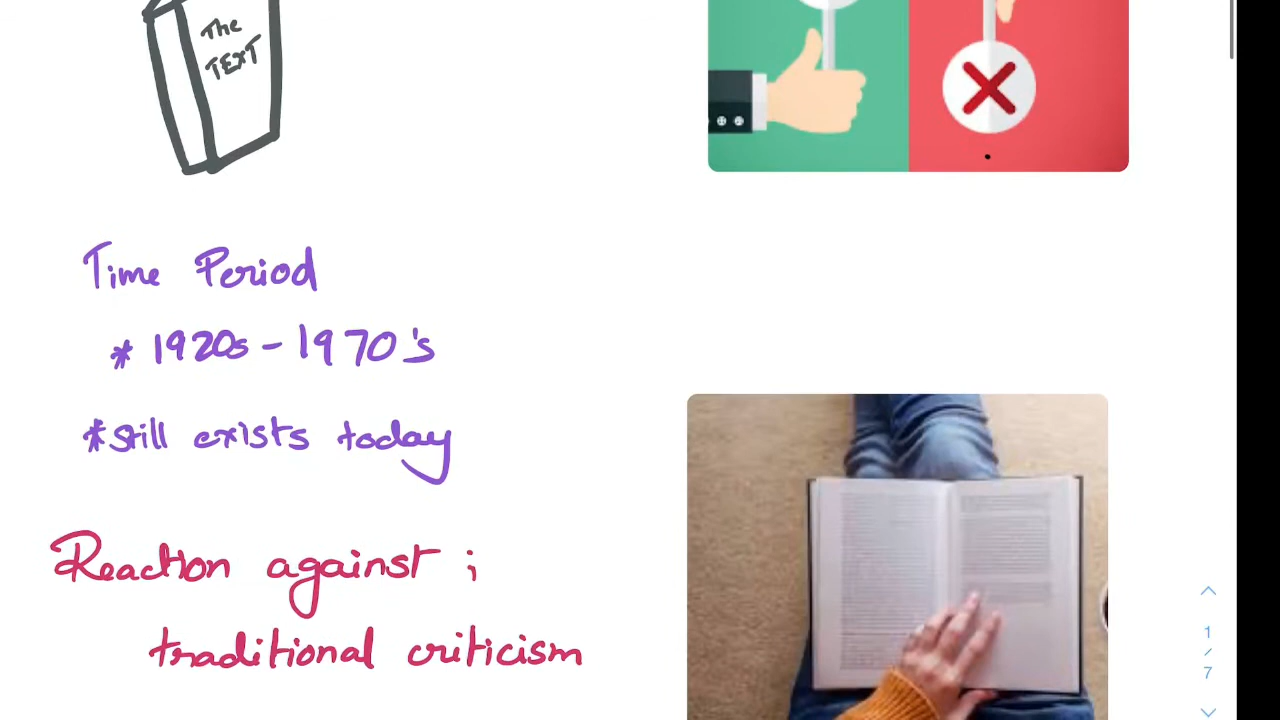 The
TEXT
Time Period
* 1920s - 1970's
* still exists today
Reaction against ;
traditional criticism
1
/
7